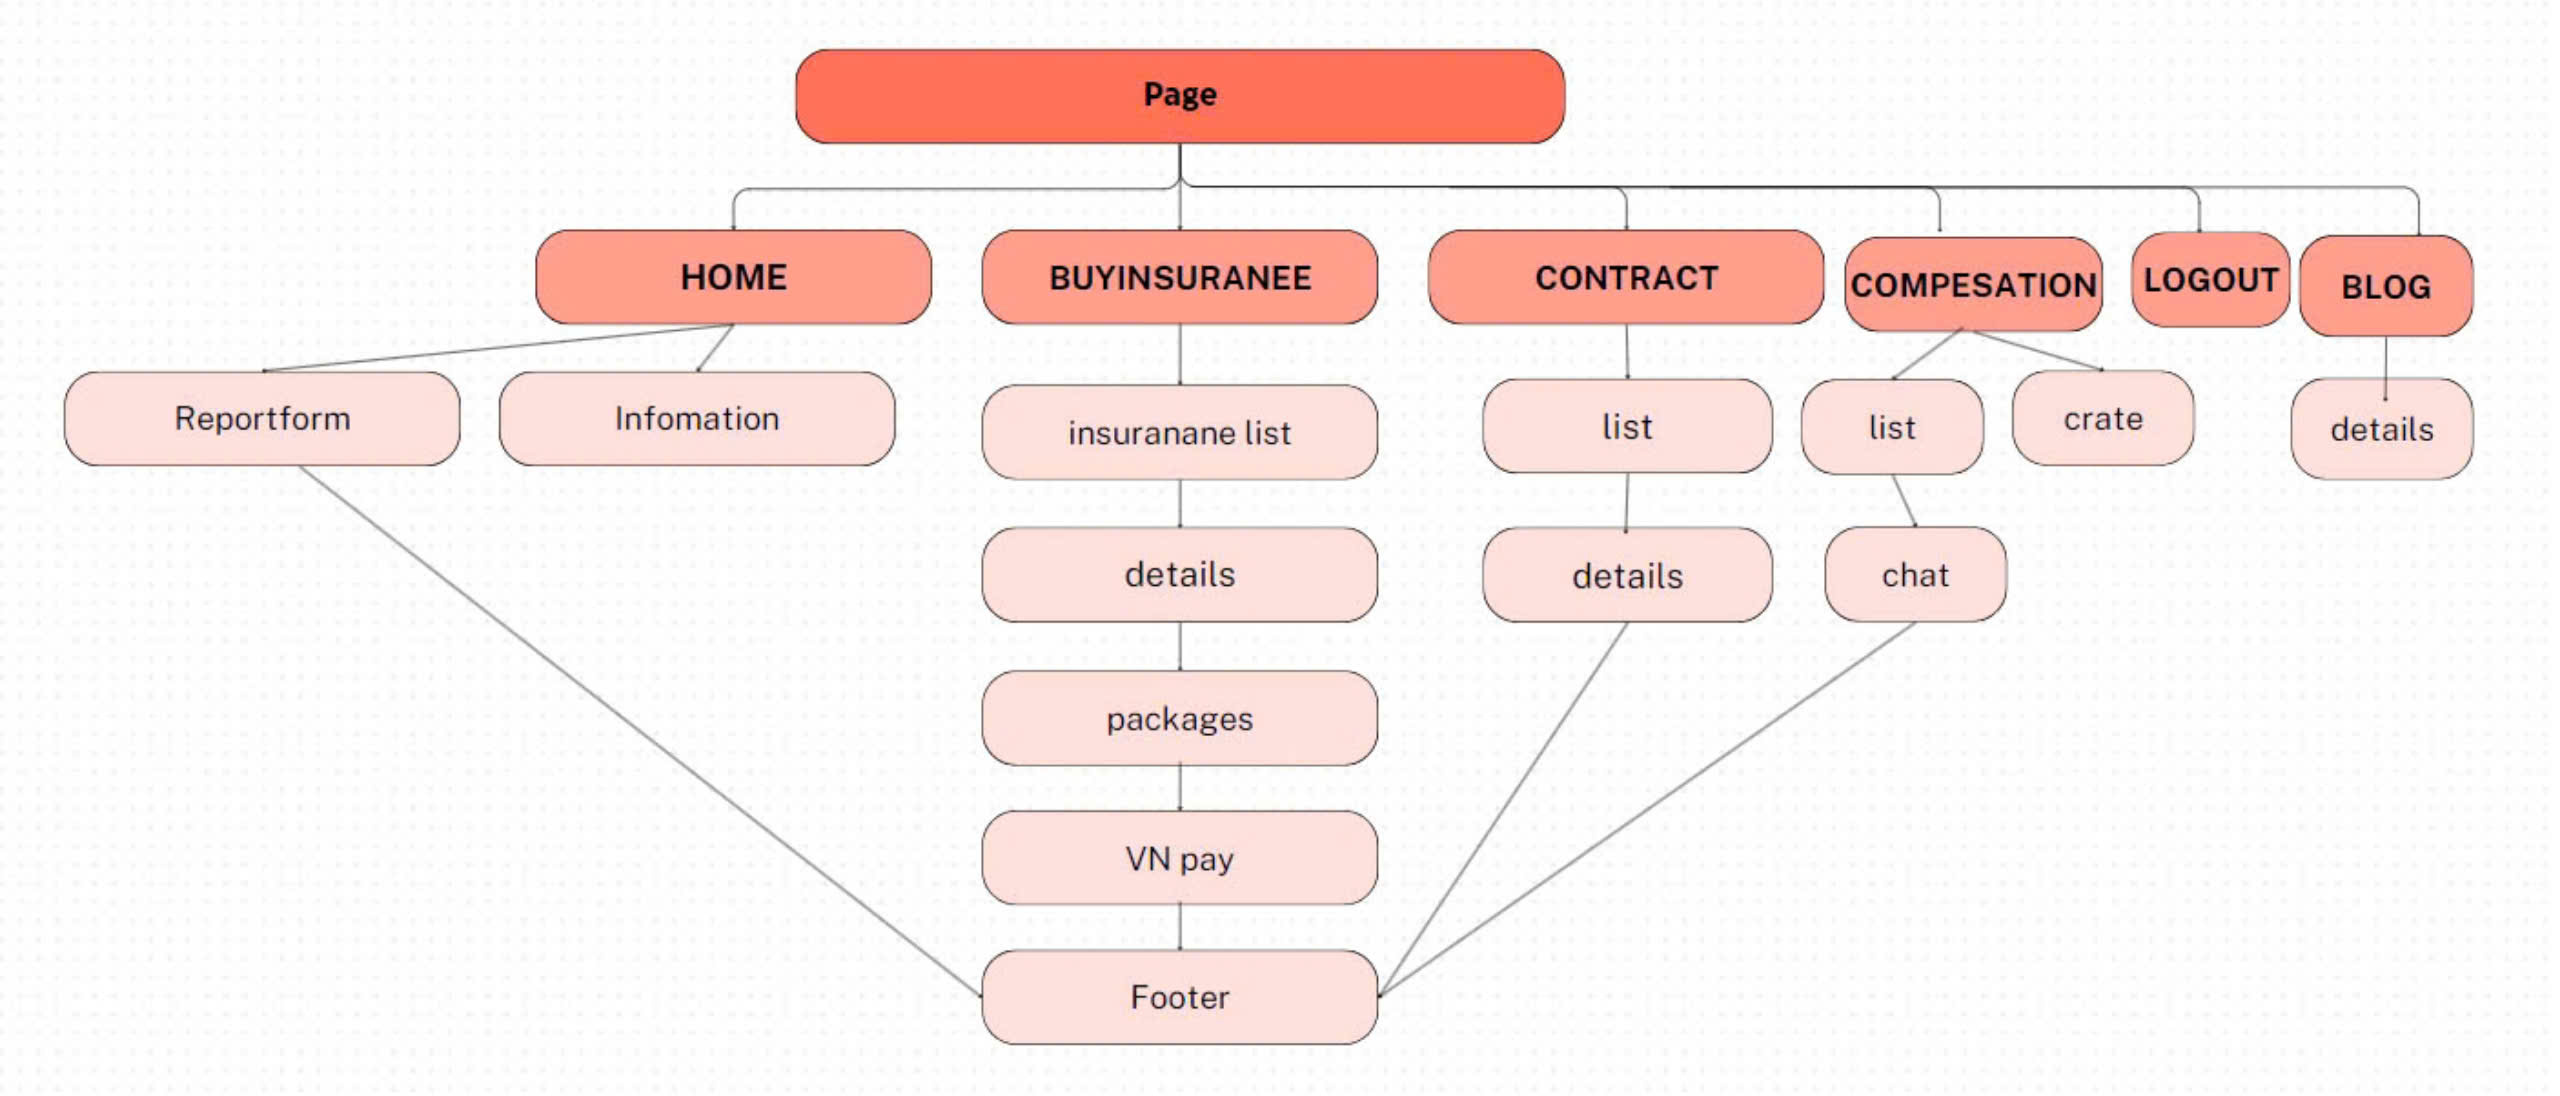 Page
HOME
BUYINSURANEE
CONTRACT
COMPESATION
LOGOUT
BLOG
Reportform
Infomation
insuranane list
list
list
crate
details
details
details
chat
packages
VN pay
Footer